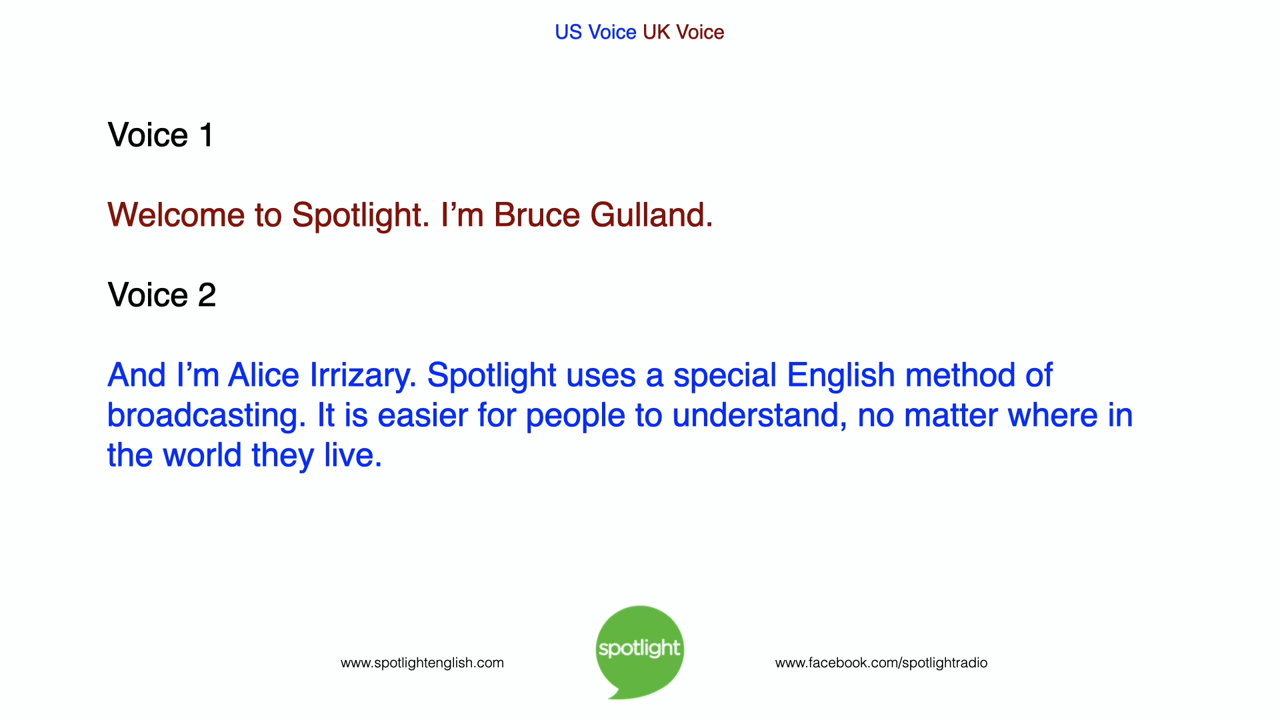 US Voice UK Voice
Voice 1
Welcome to Spotlight. I’m Bruce Gulland.
Voice 2
And I’m Alice Irrizary. Spotlight uses a special English method of
broadcasting. It is easier for people to understand, no matter where in
the world they live.
www.spotlightenglish.com
spotlight
www.facebook.com/spotlightradio